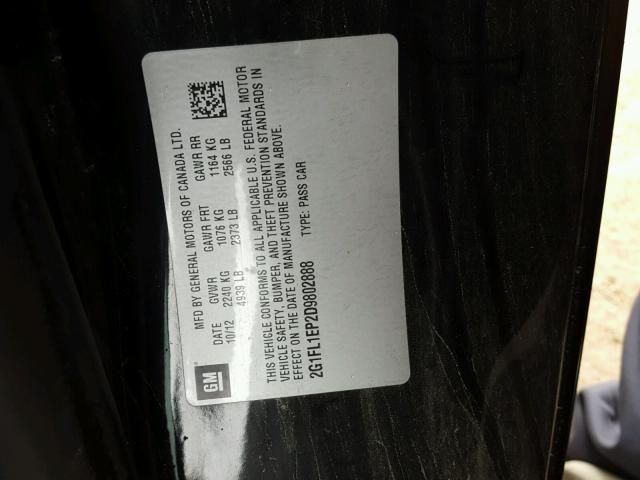 MFD BY GENERAL MOTORS OF CANADA LTD.
DATE GVWR GAWR FRT GAWR RR
10/12 2240 KG 1076 KG 1164 KG
4939 LB 2373 LB 2566 LB
THIS VEHICLE CONFORMS TO ALL APPLICABLE U.S. FEDERAL MOTOR
VEHICLE SAFETY, BUMPER, AND THEFT PREVENTION STANDARDS IN
EFFECT ON THE DATE OF MANUFACTURE SHOWN ABOVE.
2G1FL1EP2D9802888 TYPE: PASS CAR
GM